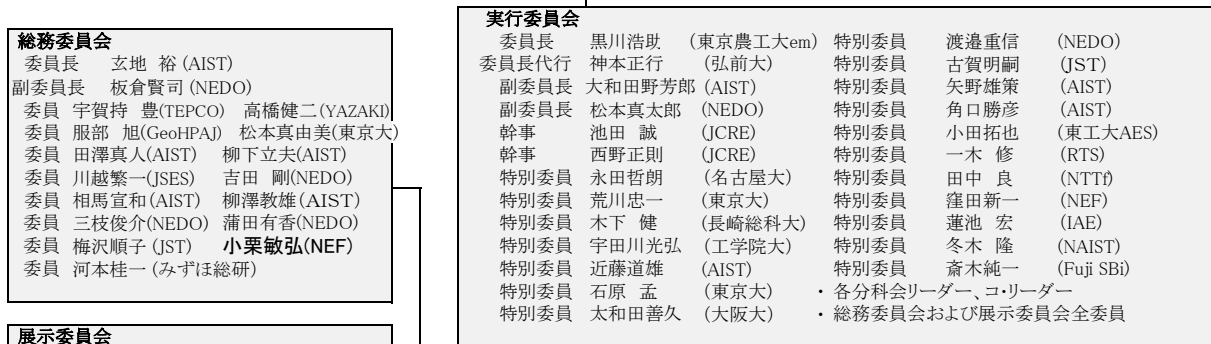 総務委員会
委員長 玄地 裕 (AIST)
副委員長 板倉賢司 (NEDO)
委員 宇賀持 豊(TEPCO) 高橋健二(YAZAKI)
委員 服部 旭(GeoHPAJ) 松本真由美(東京大)
委員 田澤真人(AIST) 柳下立夫(AIST)
委員 川越繁一(JSES) 吉田 剛(NEDO)
委員 相馬宣和(AIST) 柳澤教雄(AIST)
委員 三枝俊介(NEDO) 蒲田有香(NEDO)
委員 梅沢順子 (JST) 小栗敏弘(NEF)
委員 河本桂一 (みずほ総研)
展示委員会
実行委員会
委員長 黒川浩助 (東京農工大em) 特別委員 渡邉重信 (NEDO)
委員長代行 神本正行 (弘前大) 特別委員 古賀明嗣 (JST)
副委員長 大和田野芳郎 (AIST) 特別委員 矢野雄策 (AIST)
副委員長 松本真太郎 (NEDO) 特別委員 角口勝彦 (AIST)
幹事 池田 誠 (JCRE) 特別委員 小田拓也 (東工大AES)
幹事 西野正則 (JCRE) 特別委員 一木 修 (RTS)
特別委員 永田哲朗 (名古屋大) 特別委員 田中 良 (NTTf)
特別委員 荒川忠一 (東京大) 特別委員 窪田新一 (NEF)
特別委員 木下 健 (長崎総科大) 特別委員 蓮池 宏 (IAE)
特別委員 宇田川光弘 (工学院大) 特別委員 冬木 隆 (NAIST)
特別委員 近藤道雄 (AIST) 特別委員 斎木純一 (Fuji SBi)
特別委員 石原 孟 (東京大) ・ 各分科会リーダー、コ・リーダー
特別委員 太和田善久 (大阪大) ・ 総務委員会および展示委員会全委員